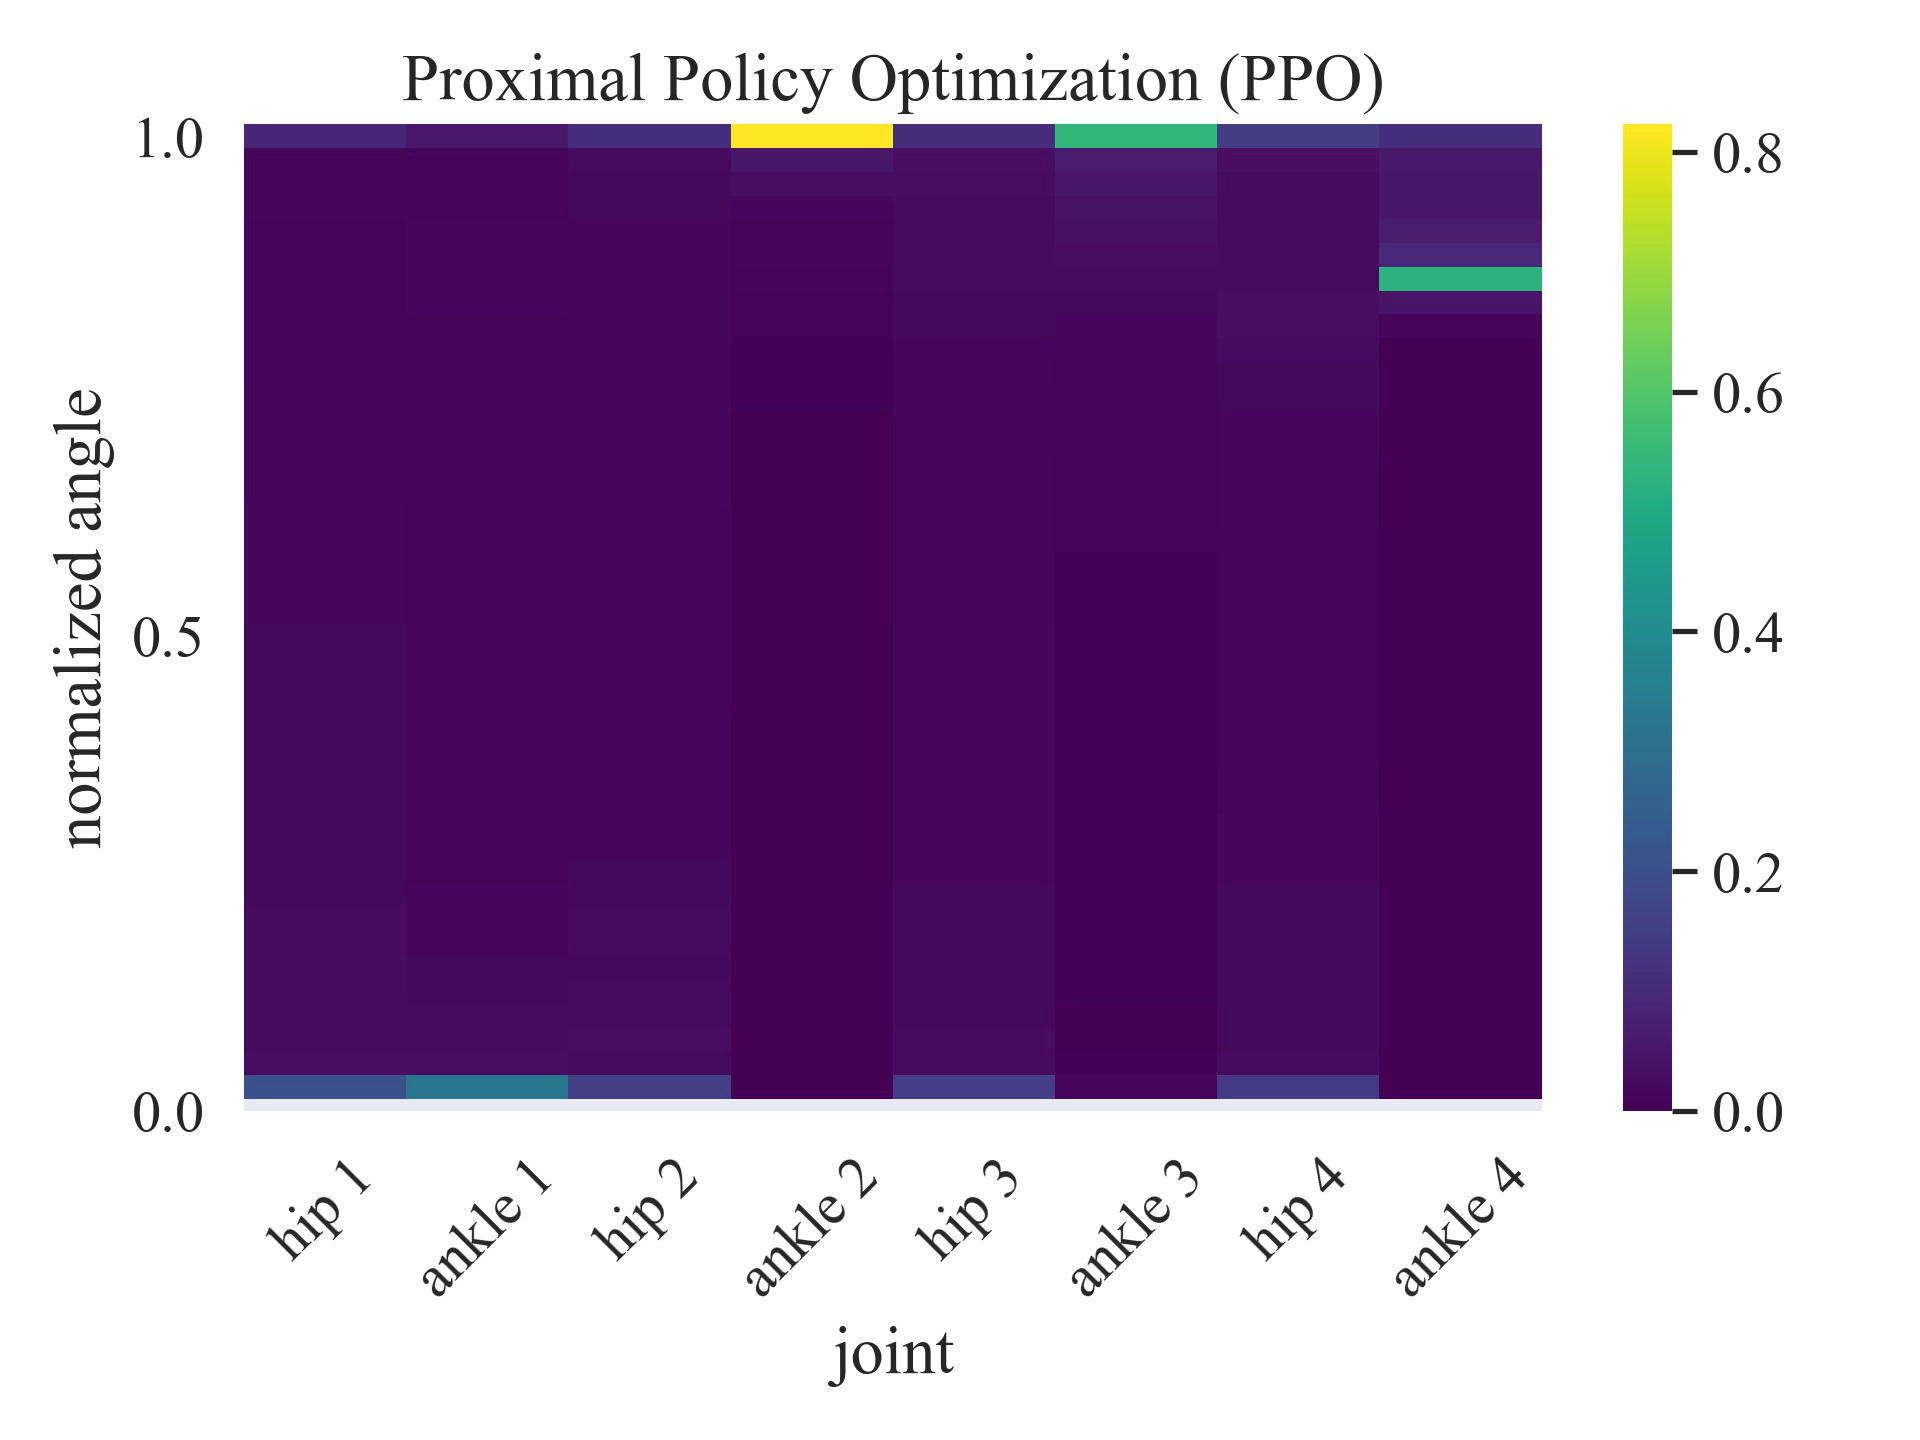 Proximal Policy Optimization (PPO)
normalized angle
1.0
0.5
0.0
hip 1
ankle 1
hip 2
ankle 2
hip 3
ankle 3
hip 4
ankle 4
joint
0.8
0.6
0.4
0.2
0.0